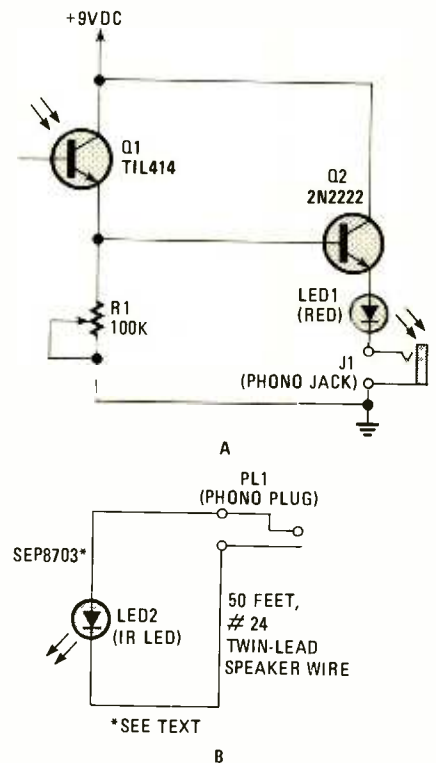 +9VDC
Q1
TIL414
Q2
2N2222
LED1
(RED)
R1
100K
J1
(PHONO JACK)
A
PL1
(PHONO PLUG)
SEP8703*
LED2
(IR LED)
50 FEET,
# 24
TWIN-LEAD
SPEAKER WIRE
*SEE TEXT
B